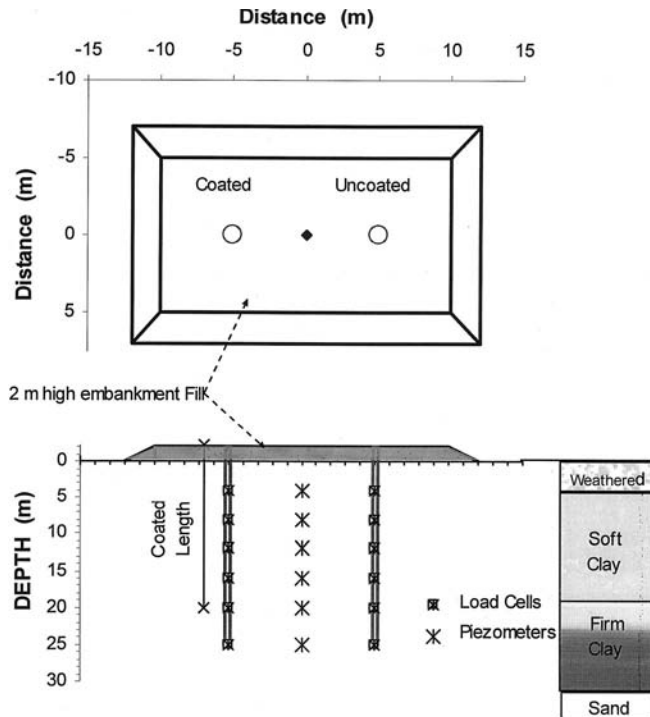 Distance (m)
-15 -10 -5 0 5 10 15
-10
-5
0
5
Distance (m)
Coated Uncoated
2 m high embankment Fill
0
5
10
15
20
25
30
DEPTH (m)
Coated
Length
Load Cells
Piezometers
Weathered
Soft
Clay
Firm
Clay
Sand